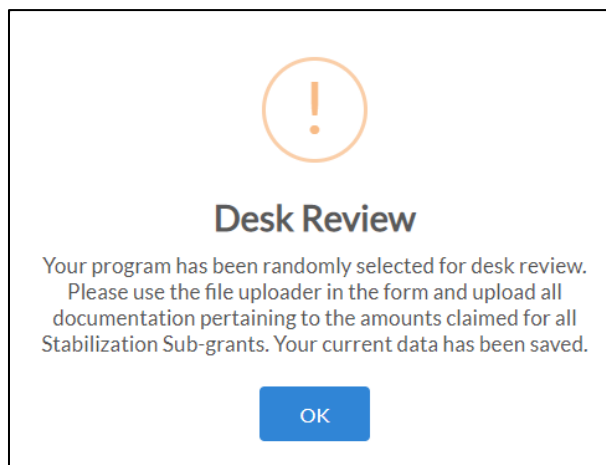 !
Desk Review
Your program has been randomly selected for desk review.
Please use the file uploader in the form and upload all
documentation pertaining to the amounts claimed for all
Stabilization Sub-grants. Your current data has been saved.
OK